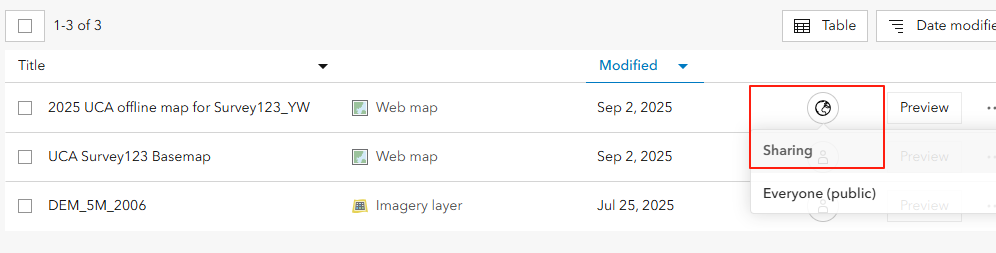 1-3 of 3
Table
Date modifie
Title
Modified
2025 UCA offline map for Survey123_YW
Web map
Sep 2, 2025
Preview
UCA Survey123 Basemap
Web map
Sep 2, 2025
Sharing
Preview
Everyone (public)
DEM_5M_2006
Imagery layer
Jul 25, 2025
Preview